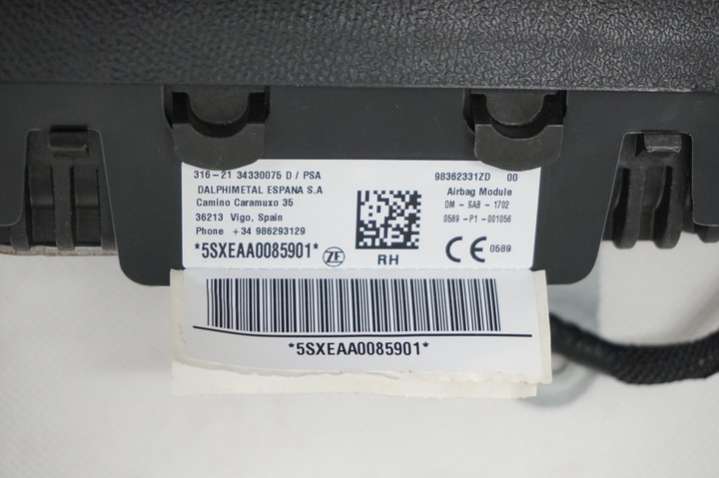 316-21 34330075 D / PSA
DALPHIMETAL ESPANA S.A
Camino Caramuxo 35
36213 Vigo, Spain
Phone +34 986293129
*5SXEAA0085901*
ZF
RH
98362331ZD 00
Airbag Module
DM - SAB - 1702
0589 - P1 - 001056
CE 0589
*5SXEAA0085901*